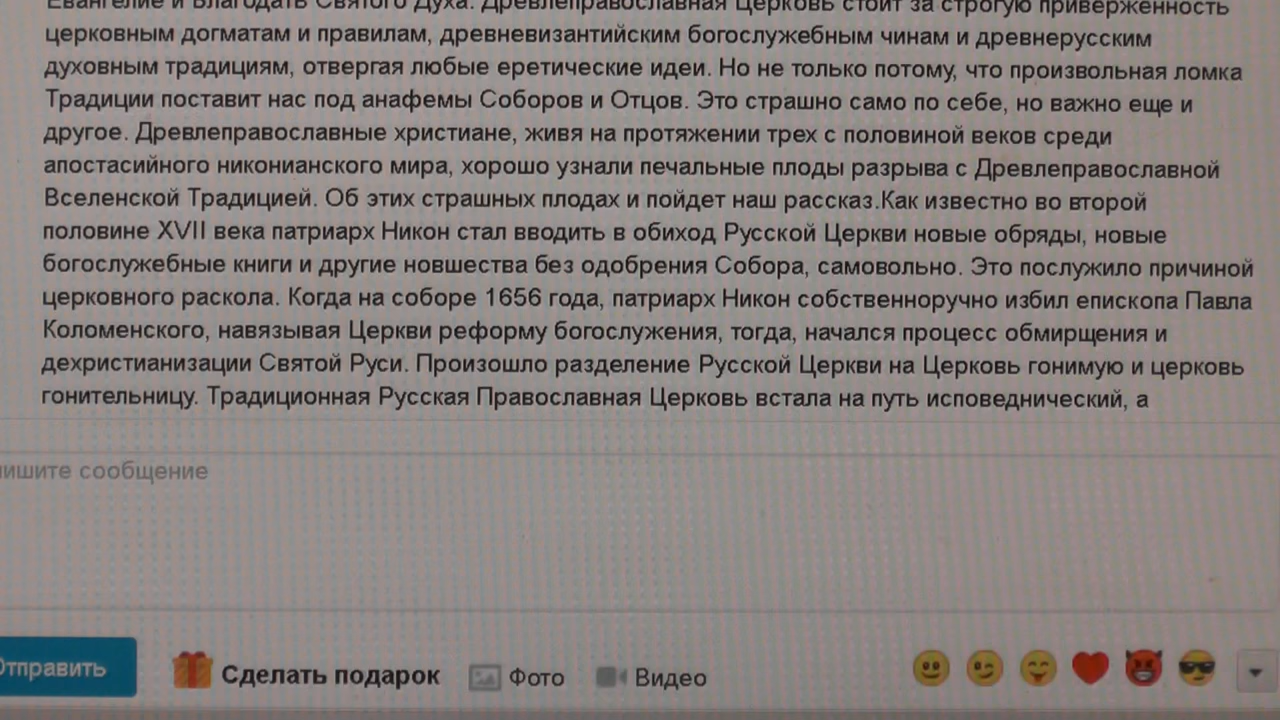 Евангелие и Благодать Святого Духа. Древлеправославная Церковь стоит за строгую приверженность
церковным догматам и правилам, древневизантийским богослужебным чинам и древнерусским
духовным традициям, отвергая любые еретические идеи. Но не только потому, что произвольная ломка
Традиции поставит нас под анафемы Соборов и Отцов. Это страшно само по себе, но важно еще и
другое. Древлеправославные христиане, живя на протяжении трех с половиной веков среди
апостасийного никонианского мира, хорошо узнали печальные плоды разрыва с Древлеправославной
Вселенской Традицией. Об этих страшных плодах и пойдет наш рассказ.Как известно во второй
половине XVII века патриарх Никон стал вводить в обиход Русской Церкви новые обряды, новые
богослужебные книги и другие новшества без одобрения Собора, самовольно. Это послужило причиной
церковного раскола. Когда на соборе 1656 года, патриарх Никон собственноручно избил епископа Павла
Коломенского, навязывая Церкви реформу богослужения, тогда, начался процесс обмирщения и
дехристианизации Святой Руси. Произошло разделение Русской Церкви на Церковь гонимую и церковь
гонительницу. Традиционная Русская Православная Церковь встала на путь исповеднический, а
ишите сообщение
Отправить Сделать подарок Фото Видео